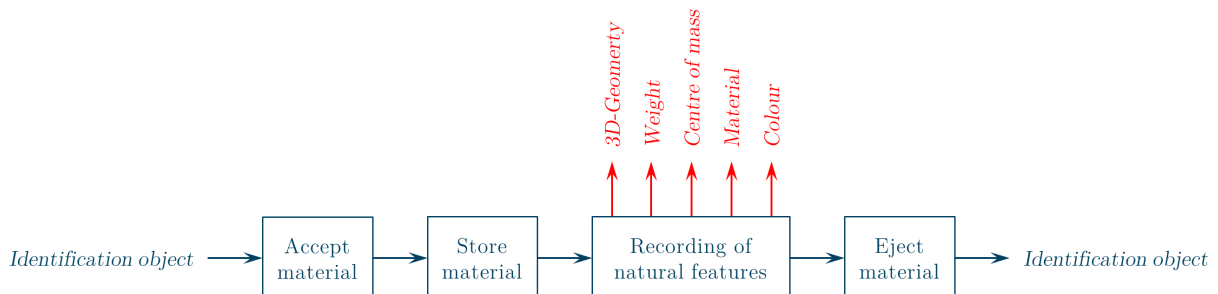 3D-Geomerty
Weight
Centre of mass
Material
Colour
Identification object
Accept
material
Store
material
Recording of
natural features
Eject
material
Identification object